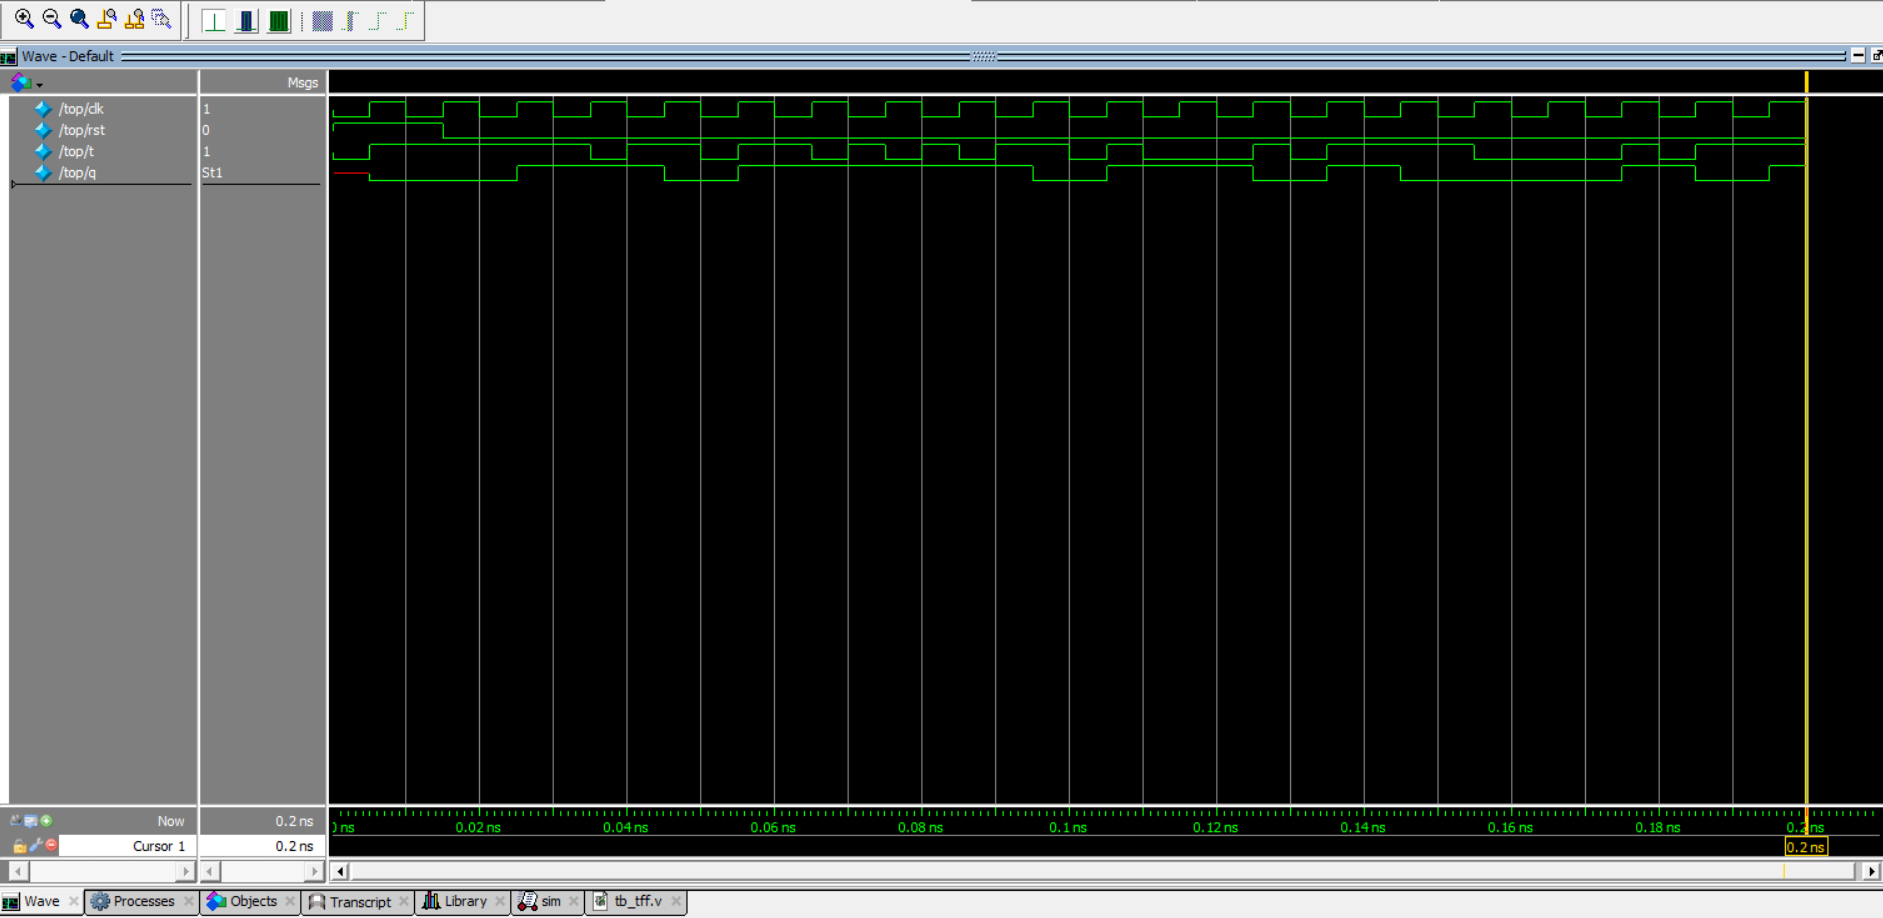 Wave - Default
Msgs
/top/clk 1
/top/rst 0
/top/t 1
/top/q St1
Now 0.2 ns
ns 0.02 ns 0.04 ns 0.06 ns 0.08 ns 0.1 ns 0.12 ns 0.14 ns 0.16 ns 0.18 ns 0.2 ns
Cursor 1 0.2 ns 0.2 ns
Wave Processes Objects Transcript Library sim tb_tff.v